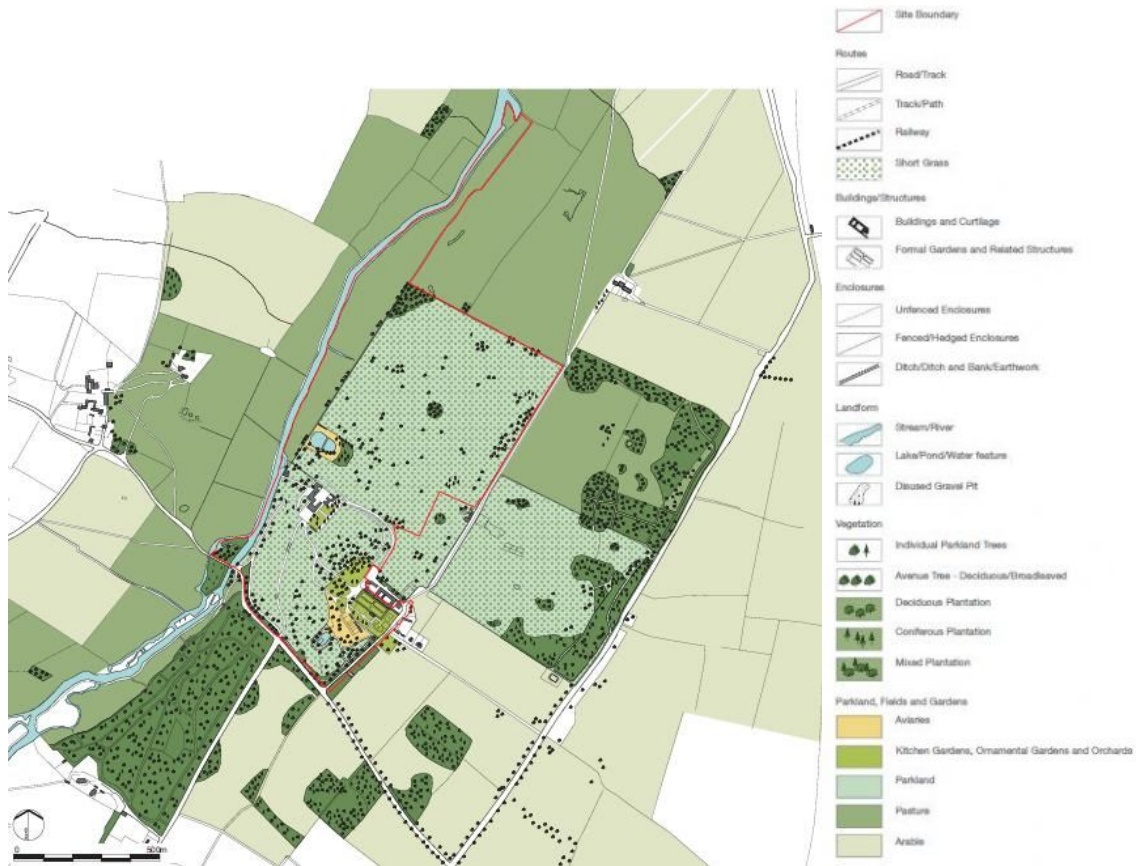 Site Boundary
Routes
Road/Track
Track/Path
Railway
Short Grass
Buildings/Structures
Buildings and Curtilage
Formal Gardens and Related Structures
Enclosures
Unfenced Enclosures
Fenced/Hedged Enclosures
Ditch/Ditch and Bank/Earthwork
Landform
Stream/River
Lake/Pond/Water feature
Disused Gravel Pit
Vegetation
Individual Parkland Trees
Avenue Tree - Deciduous/Broadleaved
Deciduous Plantation
Coniferous Plantation
Mixed Plantation
Parkland, Fields and Gardens
Aviaries
Kitchen Gardens, Ornamental Gardens and Orchards
Parkland
Pasture
Arable
0 500m